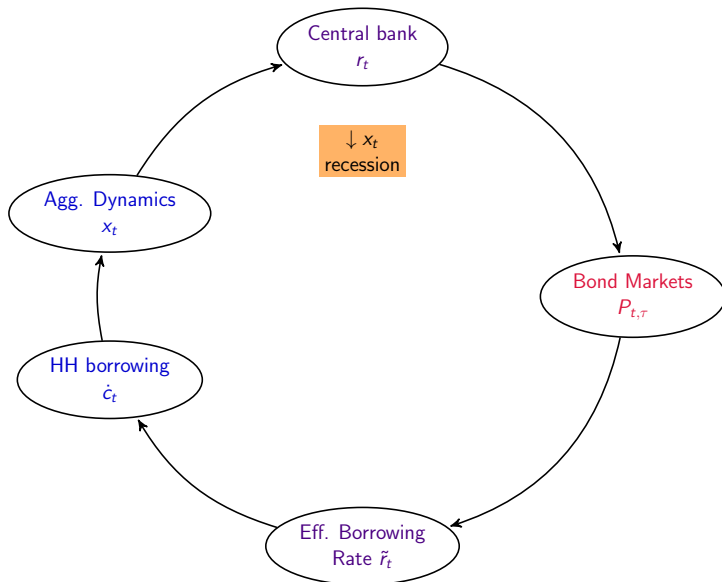 Central bank
r_t
↓ x_t
recession
Agg. Dynamics
x_t
Bond Markets
P_{t,τ}
HH borrowing
ċ_t
Eff. Borrowing
Rate r̃_t